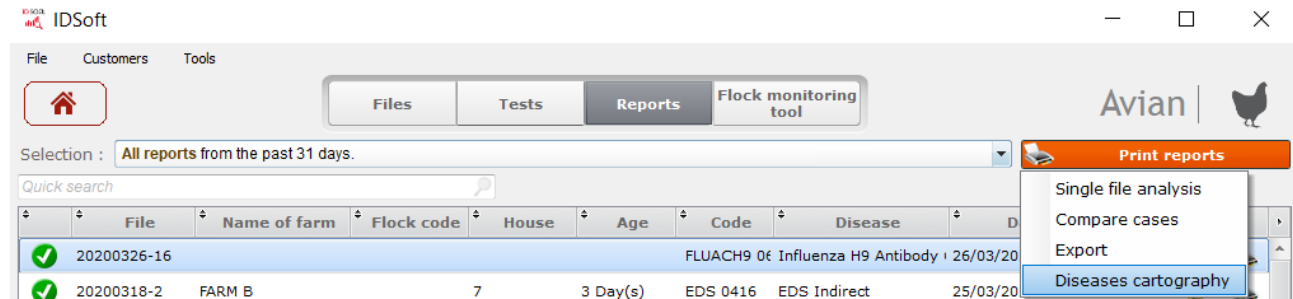 IDSoft
File Customers Tools
Files Tests Reports Flock monitoring
tool
Avian
Selection : All reports from the past 31 days.
Print reports
Quick search
Single file analysis
Compare cases
Export
Diseases cartography
File Name of farm Flock code House Age Code Disease D
20200326-16 FLUACH9 06 Influenza H9 Antibody 26/03/20
20200318-2 FARM B 7 3 Day(s) EDS 0416 EDS Indirect 25/03/20